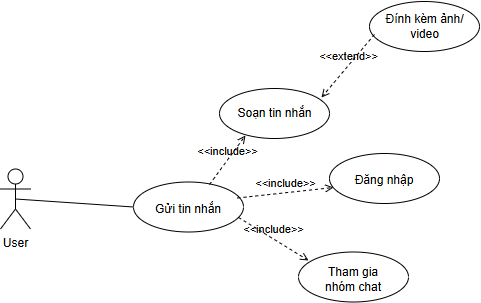 Đính kèm ảnh/
video
<<extend>>
Soạn tin nhắn
<<include>>
Đăng nhập
<<include>>
Gửi tin nhắn
<<include>>
User
Tham gia
nhóm chat